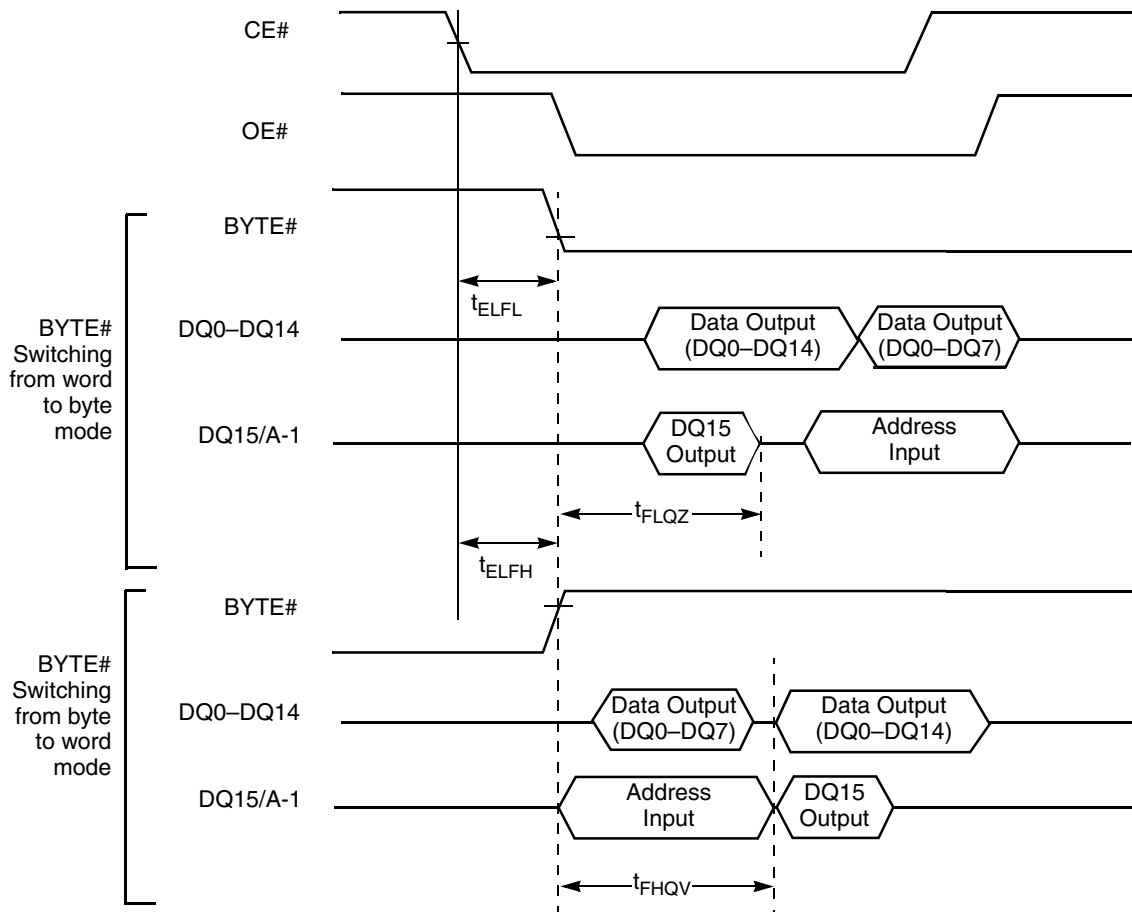 CE#
OE#
BYTE#
Switching
from word
to byte
mode
BYTE#
tELFL
DQ0–DQ14
Data Output
(DQ0–DQ14)
Data Output
(DQ0–DQ7)
DQ15/A-1
DQ15
Output
Address
Input
tFLQZ
tELFH
BYTE#
Switching
from byte
to word
mode
BYTE#
DQ0–DQ14
Data Output
(DQ0–DQ7)
Data Output
(DQ0–DQ14)
DQ15/A-1
Address
Input
DQ15
Output
tFHQV